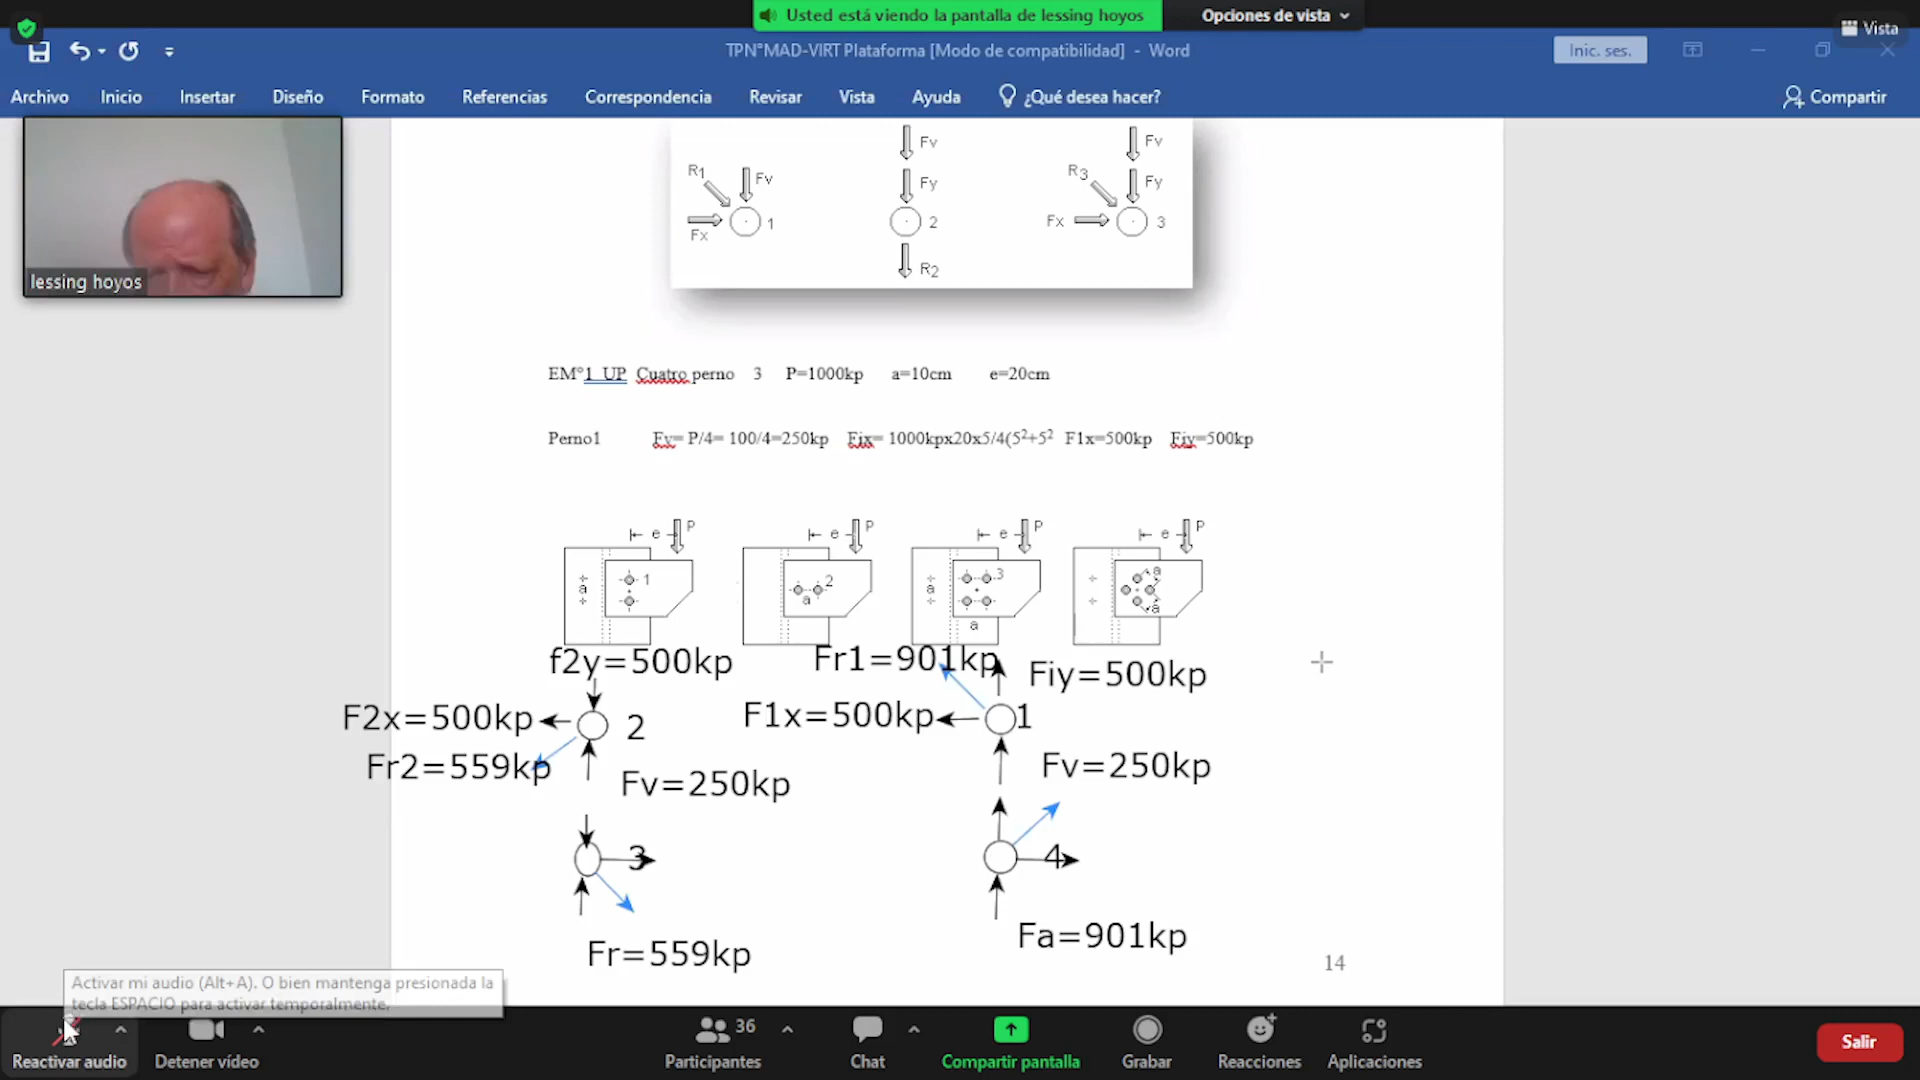 Usted está viendo la pantalla de lessing hoyos
Opciones de vista
Vista
TPN°MAD-VIRT Plataforma [Modo de compatibilidad] - Word
Inic. ses.
Archivo Inicio Insertar Diseño Formato Referencias Correspondencia Revisar Vista Ayuda ¿Qué desea hacer? Compartir
lessing hoyos
Fv Fv
R1 Fv Fy R3 Fy
1 2 Fx 3
Fx
R2
EM°1 UP Cuatro perno 3 P=1000kp a=10cm e=20cm
Perno1 Fv= P/4= 100/4=250kp Fix= 1000kpx20x5/4(5²+5² F1x=500kp Fiy=500kp
e P e P e P e P
1 2 3 a
a a a a
a
f2y=500kp Fr1=901kp Fiy=500kp
F2x=500kp 2 F1x=500kp 1
Fr2=559kp Fv=250kp Fv=250kp
3 4
Fr=559kp Fa=901kp
14
Activar mi audio (Alt+A). O bien mantenga presionada la
tecla ESPACIO para activar temporalmente.
36
Reactivar audio Detener vídeo Participantes Chat Compartir pantalla Grabar Reacciones Aplicaciones Salir